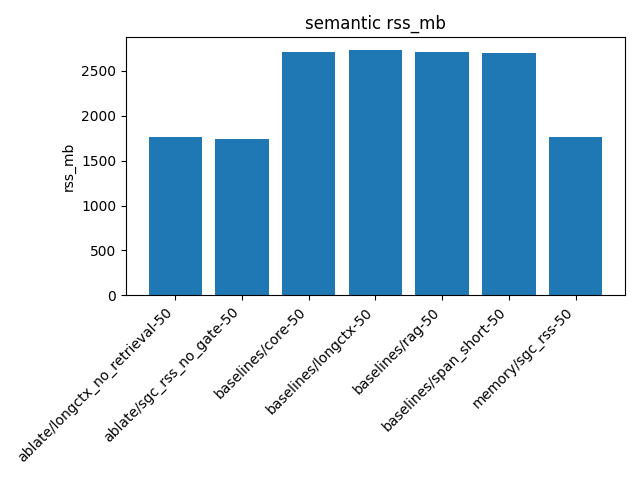 semantic rss_mb
rss_mb
2500
2000
1500
1000
500
0
ablate/longctx_no_retrieval-50
ablate/sgc_rss_no_gate-50
baselines/core-50
baselines/longctx-50
baselines/rag-50
baselines/span_short-50
memory/sgc_rss-50